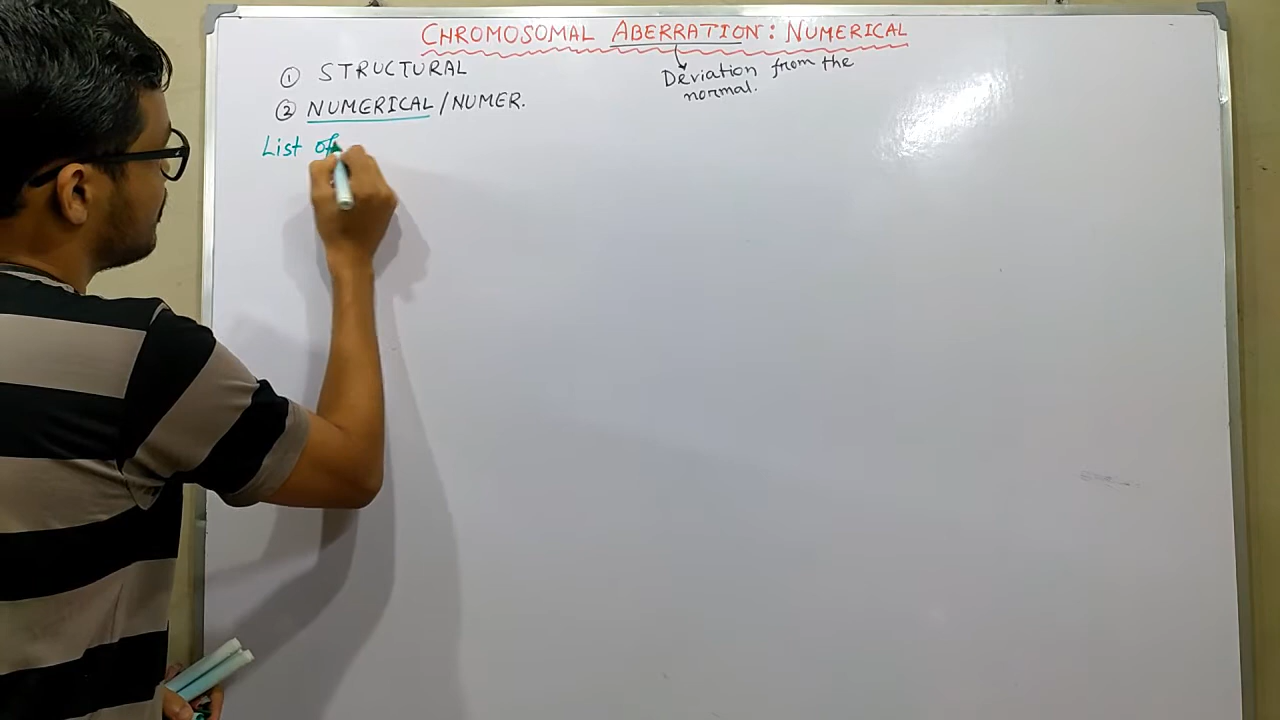 CHROMOSOMAL ABERRATION: NUMERICAL
Deviation from the
normal.
① STRUCTURAL
② NUMERICAL/NUMER.
List of